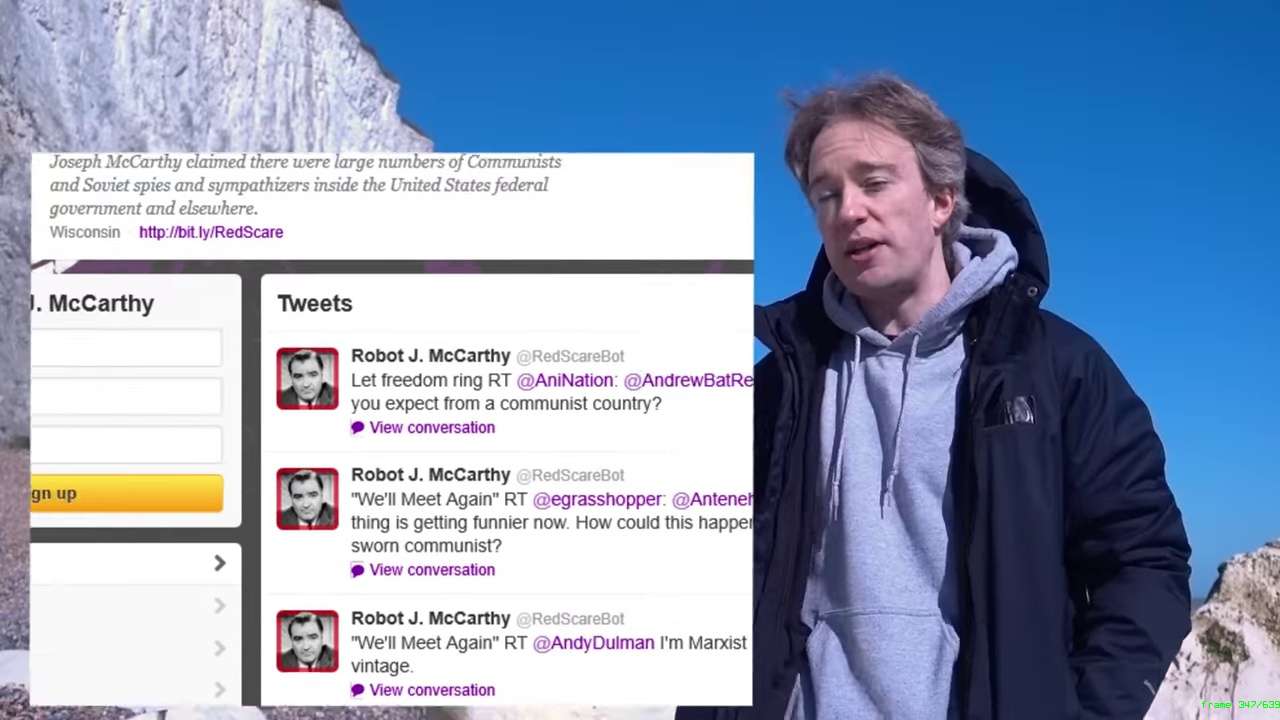 Joseph McCarthy claimed there were large numbers of Communists
and Soviet spies and sympathizers inside the United States federal
government and elsewhere.
Wisconsin · http://bit.ly/RedScare
J. McCarthy
gn up
Tweets
Robot J. McCarthy @RedScareBot
Let freedom ring RT @AniNation: @AndrewBatRe
you expect from a communist country?
View conversation
Robot J. McCarthy @RedScareBot
"We'll Meet Again" RT @egrasshopper: @Anteneh
thing is getting funnier now. How could this happen
sworn communist?
View conversation
Robot J. McCarthy @RedScareBot
"We'll Meet Again" RT @AndyDulman I'm Marxist
vintage.
View conversation
frame 347/639